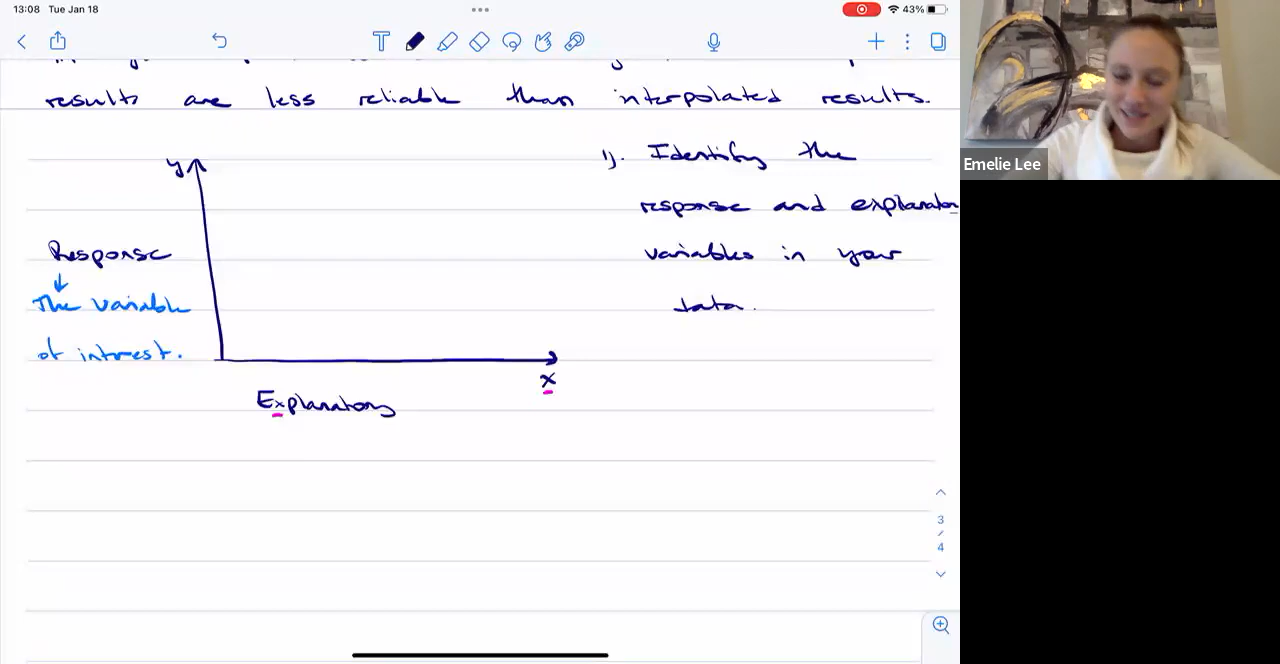 13:08 Tue Jan 18
43%
T
results are less reliable than interpolated results.
y
1). Identify the
response and explanatory
variables in your
data.
Response
The variable
of interest.
x
Explanatory
3
/
4
Emelie Lee